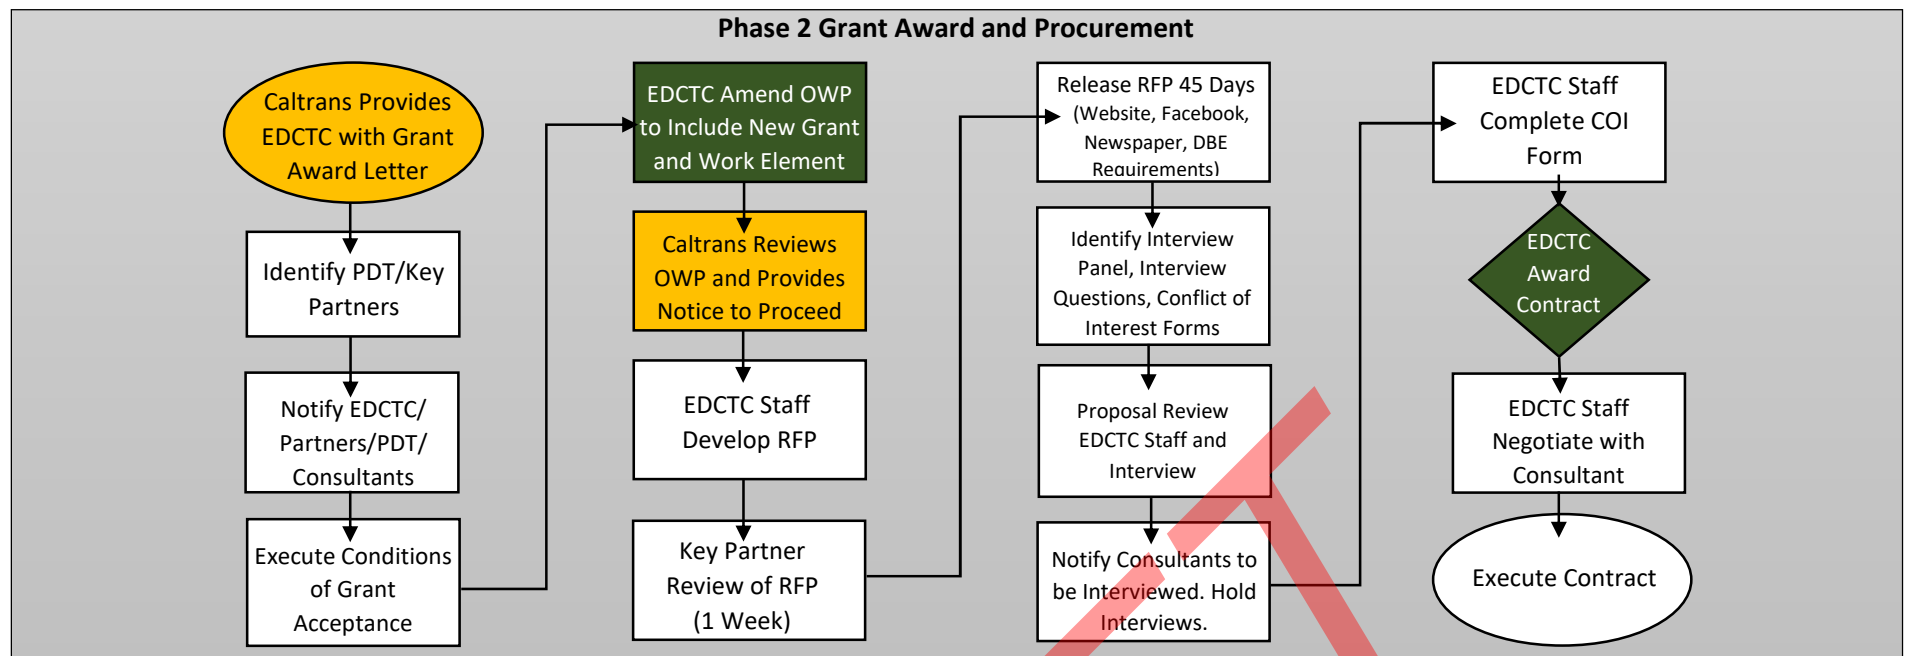 Phase 2 Grant Award and Procurement
Caltrans Provides
EDCTC with Grant
Award Letter
Identify PDT/Key
Partners
Notify EDCTC/
Partners/PDT/
Consultants
Execute Conditions
of Grant
Acceptance
EDCTC Amend OWP
to Include New Grant
and Work Element
Caltrans Reviews
OWP and Provides
Notice to Proceed
EDCTC Staff
Develop RFP
Key Partner
Review of RFP
(1 Week)
Release RFP 45 Days
(Website, Facebook,
Newspaper, DBE
Requirements)
Identify Interview
Panel, Interview
Questions, Conflict of
Interest Forms
Proposal Review
EDCTC Staff and
Interview
Notify Consultants to
be Interviewed. Hold
Interviews.
EDCTC Staff
Complete COI
Form
EDCTC
Award
Contract
EDCTC Staff
Negotiate with
Consultant
Execute Contract